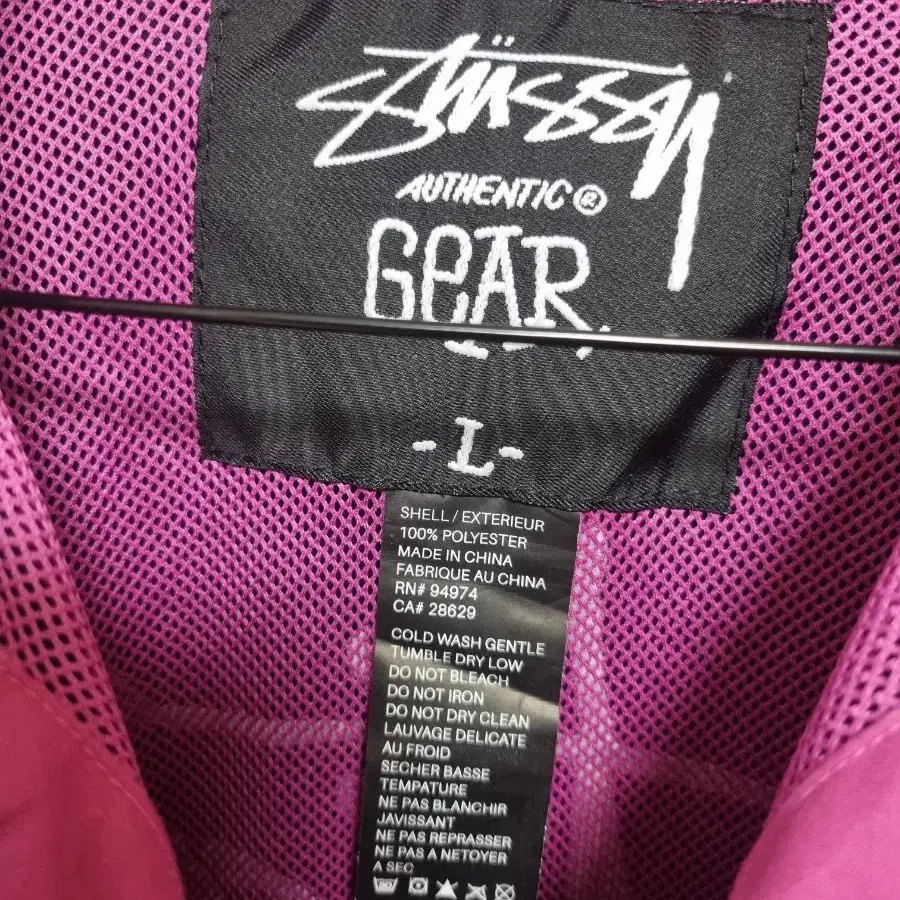 Stüssy
AUTHENTIC®
GEAR
-L-
SHELL / EXTERIEUR
100% POLYESTER
MADE IN CHINA
FABRIQUE AU CHINA
RN# 94974
CA# 28629
COLD WASH GENTLE
TUMBLE DRY LOW
DO NOT BLEACH
DO NOT IRON
DO NOT DRY CLEAN
LAUVAGE DELICATE
AU FROID
SECHER BASSE
TEMPATURE
NE PAS BLANCHIR
JAVISSANT
NE PAS REPRASSER
NE PAS A NETOYER
A SEC